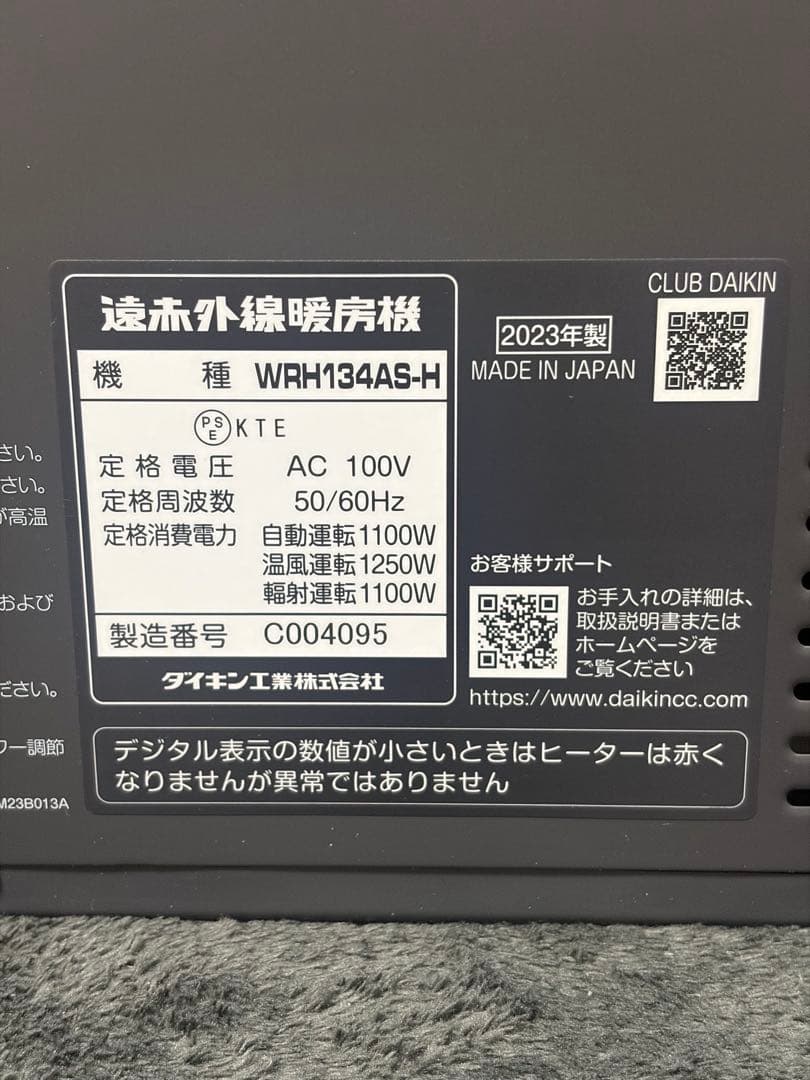 遠赤外線暖房機
機 種 WRH134AS-H
PSE KTE
定格電圧 AC 100V
定格周波数 50/60Hz
定格消費電力 自動運転1100W
温風運転1250W
輻射運転1100W
製造番号 C004095
ダイキン工業株式会社
2023年製
MADE IN JAPAN
CLUB DAIKIN
お客様サポート
お手入れの詳細は、
取扱説明書または
ホームページを
ご覧ください
https://www.daikincc.com
デジタル表示の数値が小さいときはヒーターは赤く
なりませんが異常ではありません
さい。
さい。
が高温
および
ださい。
ワー調節
M23B013A